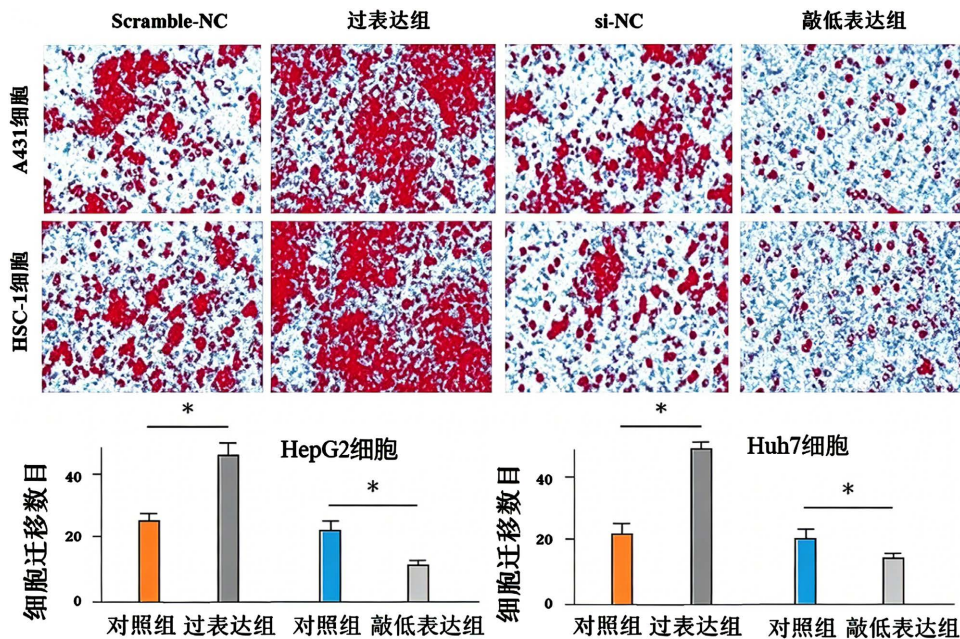 Scramble-NC 过表达组 si-NC 敲低表达组
A431细胞
HSC-1细胞
* * * *
HepG2细胞 Huh7细胞
细胞迁移数目
40
20
0
对照组 过表达组 对照组 敲低表达组
细胞迁移数目
40
20
0
对照组 过表达组 对照组 敲低表达组